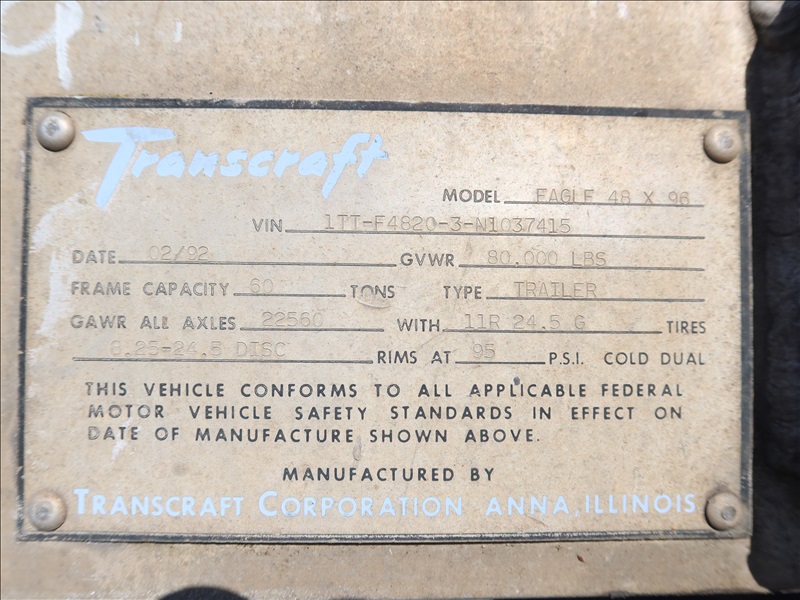 Transcraft
MODEL EAGLE 48 X 96
VIN 1TT-F4820-3-N1037415
DATE 02/92 GVWR 80.000 LBS
FRAME CAPACITY 60 TONS TYPE TRAILER
GAWR ALL AXLES 22560 WITH 11R 24.5 G TIRES
8.25-24.5 DISC RIMS AT 95 P.S.I. COLD DUAL
THIS VEHICLE CONFORMS TO ALL APPLICABLE FEDERAL
MOTOR VEHICLE SAFETY STANDARDS IN EFFECT ON
DATE OF MANUFACTURE SHOWN ABOVE.
MANUFACTURED BY
TRANSCRAFT CORPORATION ANNA, ILLINOIS